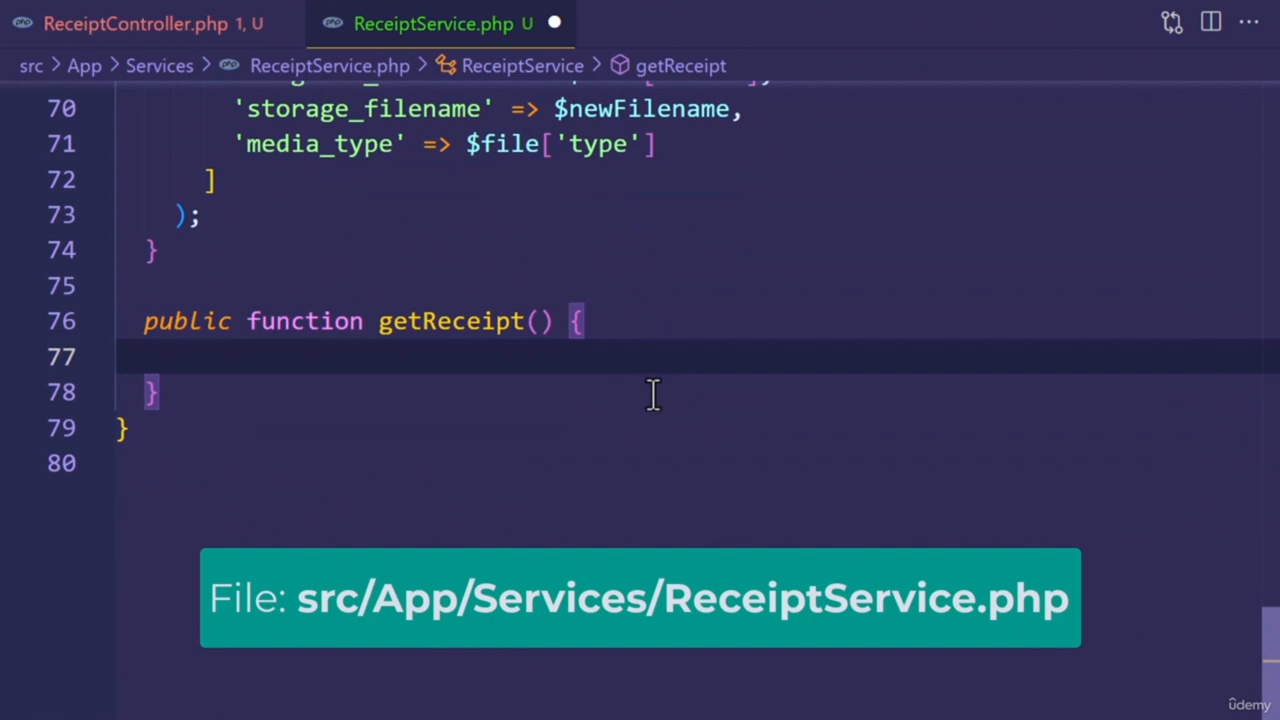 ReceiptController.php 1, U
ReceiptService.php U
src > App > Services > ReceiptService.php > ReceiptService > getReceipt
70 'storage_filename' => $newFilename,
71 'media_type' => $file['type']
72 ]
73 );
74 }
75
76 public function getReceipt() {
77
78 }
79 }
80
File: src/App/Services/ReceiptService.php
ûdemy